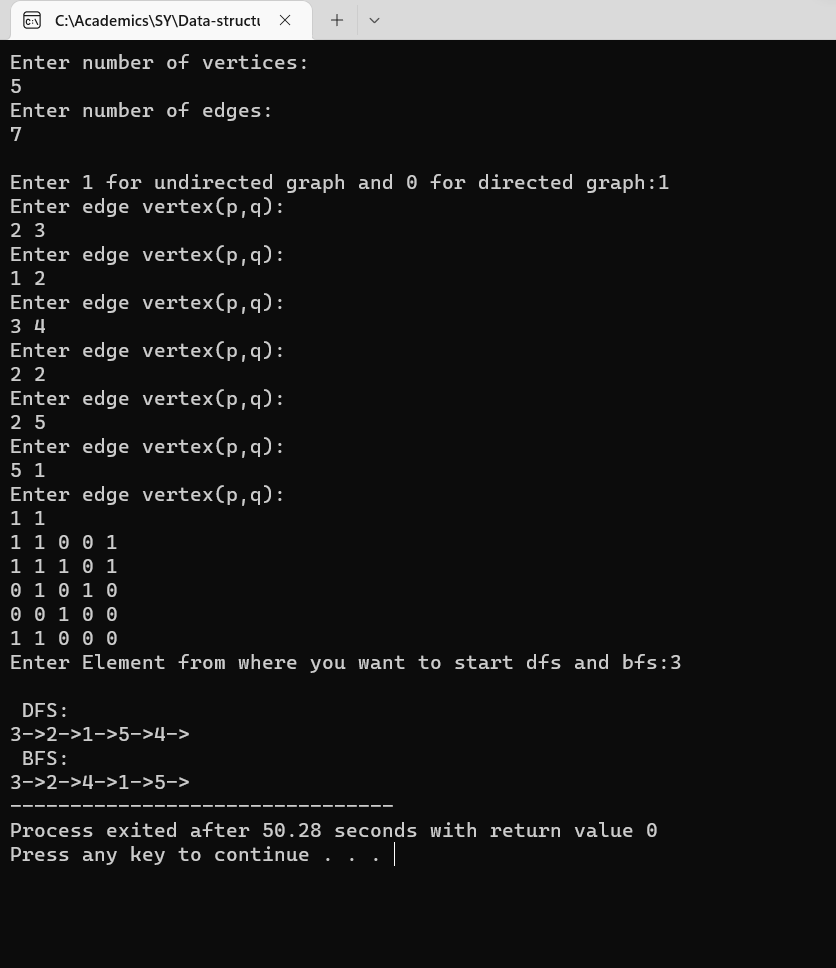 C:\Academics\SY\Data-structu
Enter number of vertices:
5
Enter number of edges:
7
Enter 1 for undirected graph and 0 for directed graph:1
Enter edge vertex(p,q):
2 3
Enter edge vertex(p,q):
1 2
Enter edge vertex(p,q):
3 4
Enter edge vertex(p,q):
2 2
Enter edge vertex(p,q):
2 5
Enter edge vertex(p,q):
5 1
Enter edge vertex(p,q):
1 1
1 1 0 0 1
1 1 1 0 1
0 1 0 1 0
0 0 1 0 0
1 1 0 0 0
Enter Element from where you want to start dfs and bfs:3
DFS:
3->2->1->5->4->
BFS:
3->2->4->1->5->
--------------------------------
Process exited after 50.28 seconds with return value 0
Press any key to continue . . .